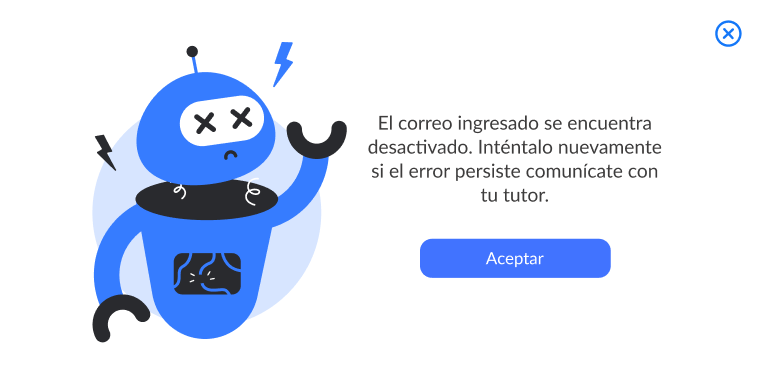 El correo ingresado se encuentra
desactivado. Inténtalo nuevamente
si el error persiste comunícate con
tu tutor.
Aceptar